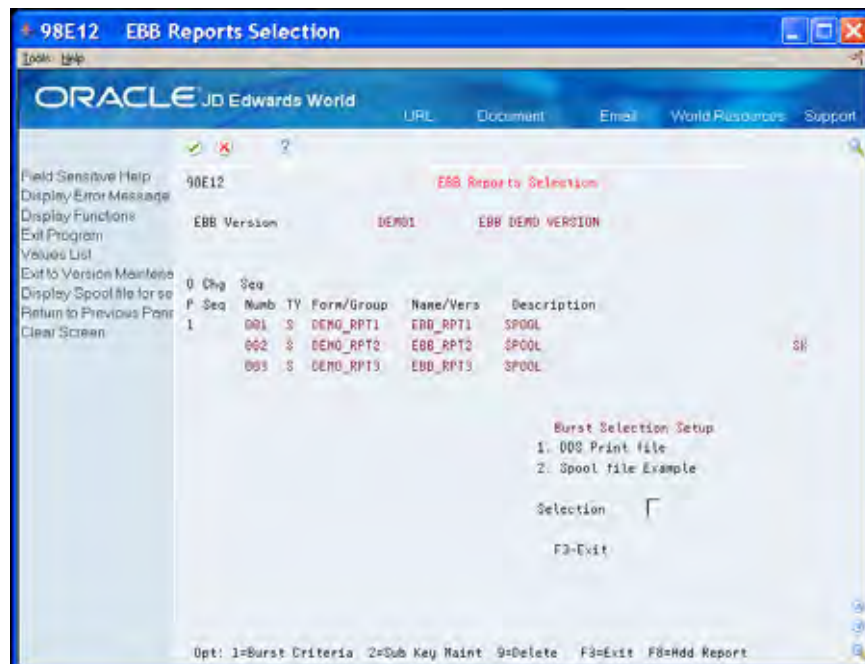 98E12 EBB Reports Selection
Tools Help
ORACLE JD Edwards World
URL Document Email World Resources Support
?
Field Sensitive Help
Display Error Message
Display Functions
Exit Program
Values List
Exit to Version Maintena
Display Spool file for se
Return to Previous Pann
Clear Screen
98E12 EBB Reports Selection
EBB Version DEMO1 EBB DEMO VERSION
O Chg Seq
P Seq Numb TY Form/Group Name/Vers Description
1 001 S DEMO_RPT1 EBB_RPT1 SPOOL
002 S DEMO_RPT2 EBB_RPT2 SPOOL SK
003 S DEMO_RPT3 EBB_RPT3 SPOOL
Burst Selection Setup
1. DDS Print file
2. Spool file Example
Selection
F3=Exit
Opt: 1=Burst Criteria 2=Sub Key Maint 9=Delete F3=Exit F8=Add Report